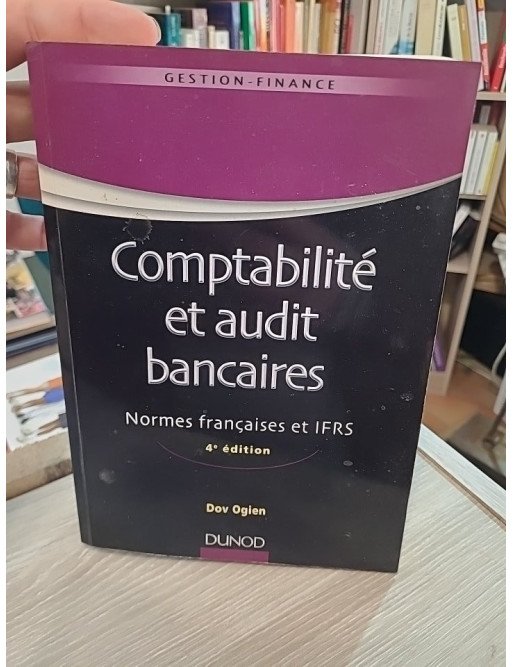 GESTION-FINANCE
Comptabilité
et audit
bancaires
Normes françaises et IFRS
4e édition
Dov Ogien
DUNOD